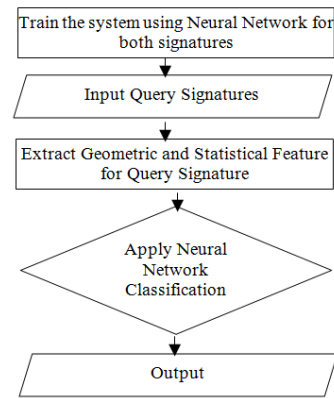 Train the system using Neural Network for
both signatures
Input Query Signatures
Extract Geometric and Statistical Feature
for Query Signature
Apply Neural
Network
Classification
Output